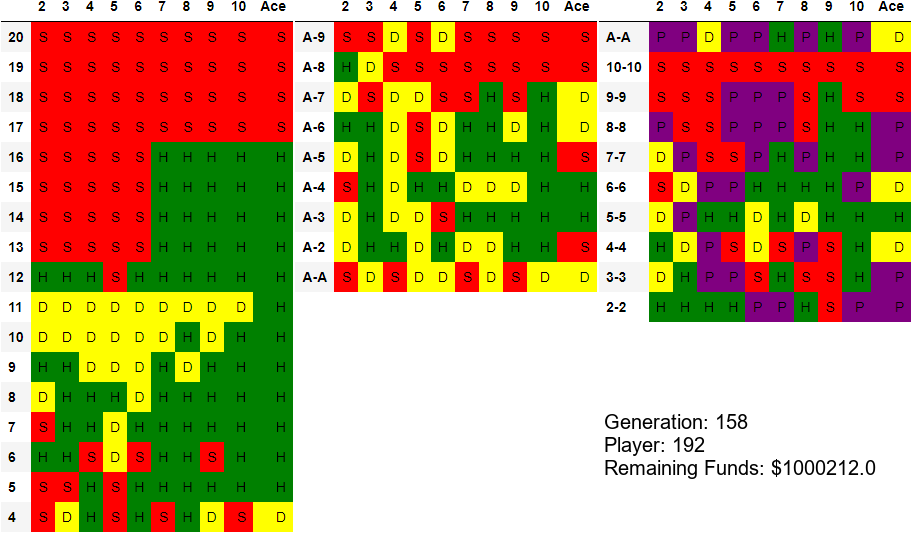 2 3 4 5 6 7 8 9 10 Ace
20 S S S S S S S S S S
19 S S S S S S S S S S
18 S S S S S S S S S S
17 S S S S S S S S S S
16 S S S S S H H H H H
15 S S S S S H H H H H
14 S S S S S H H H H H
13 S S S S S H H H H H
12 H H H S H H H H H H
11 D D D D D D D D D H
10 D D D D D D H D H H
9 H H D D D H D H H H
8 D H H H D H H H H H
7 S H H D H H H H H H
6 H H S D S H H S H H
5 S S H S H H H H H H
4 S D H S H S H D S D
2 3 4 5 6 7 8 9 10 Ace
A-9 S S D S D S S S S S
A-8 H D S S S S S S S S
A-7 D S D D S S H S H D
A-6 H H D S D H H D H D
A-5 D H D S D H H H H S
A-4 S H D H H D D D H H
A-3 D H D D S H H H H H
A-2 D H H D H D D H H S
A-A S D S D D S D S D D
2 3 4 5 6 7 8 9 10 Ace
A-A P P D P P H P H P D
10-10 S S S S S S S S S S
9-9 S S S P P P S H S S
8-8 P S S P P P S H H P
7-7 D P S S P H P H H P
6-6 S D P P H H H H P D
5-5 D P H H D H D H H H
4-4 H D P S D S P S H D
3-3 D H P P S H S S H P
2-2 H H H H P P H S P P
Generation: 158
Player: 192
Remaining Funds: $1000212.0